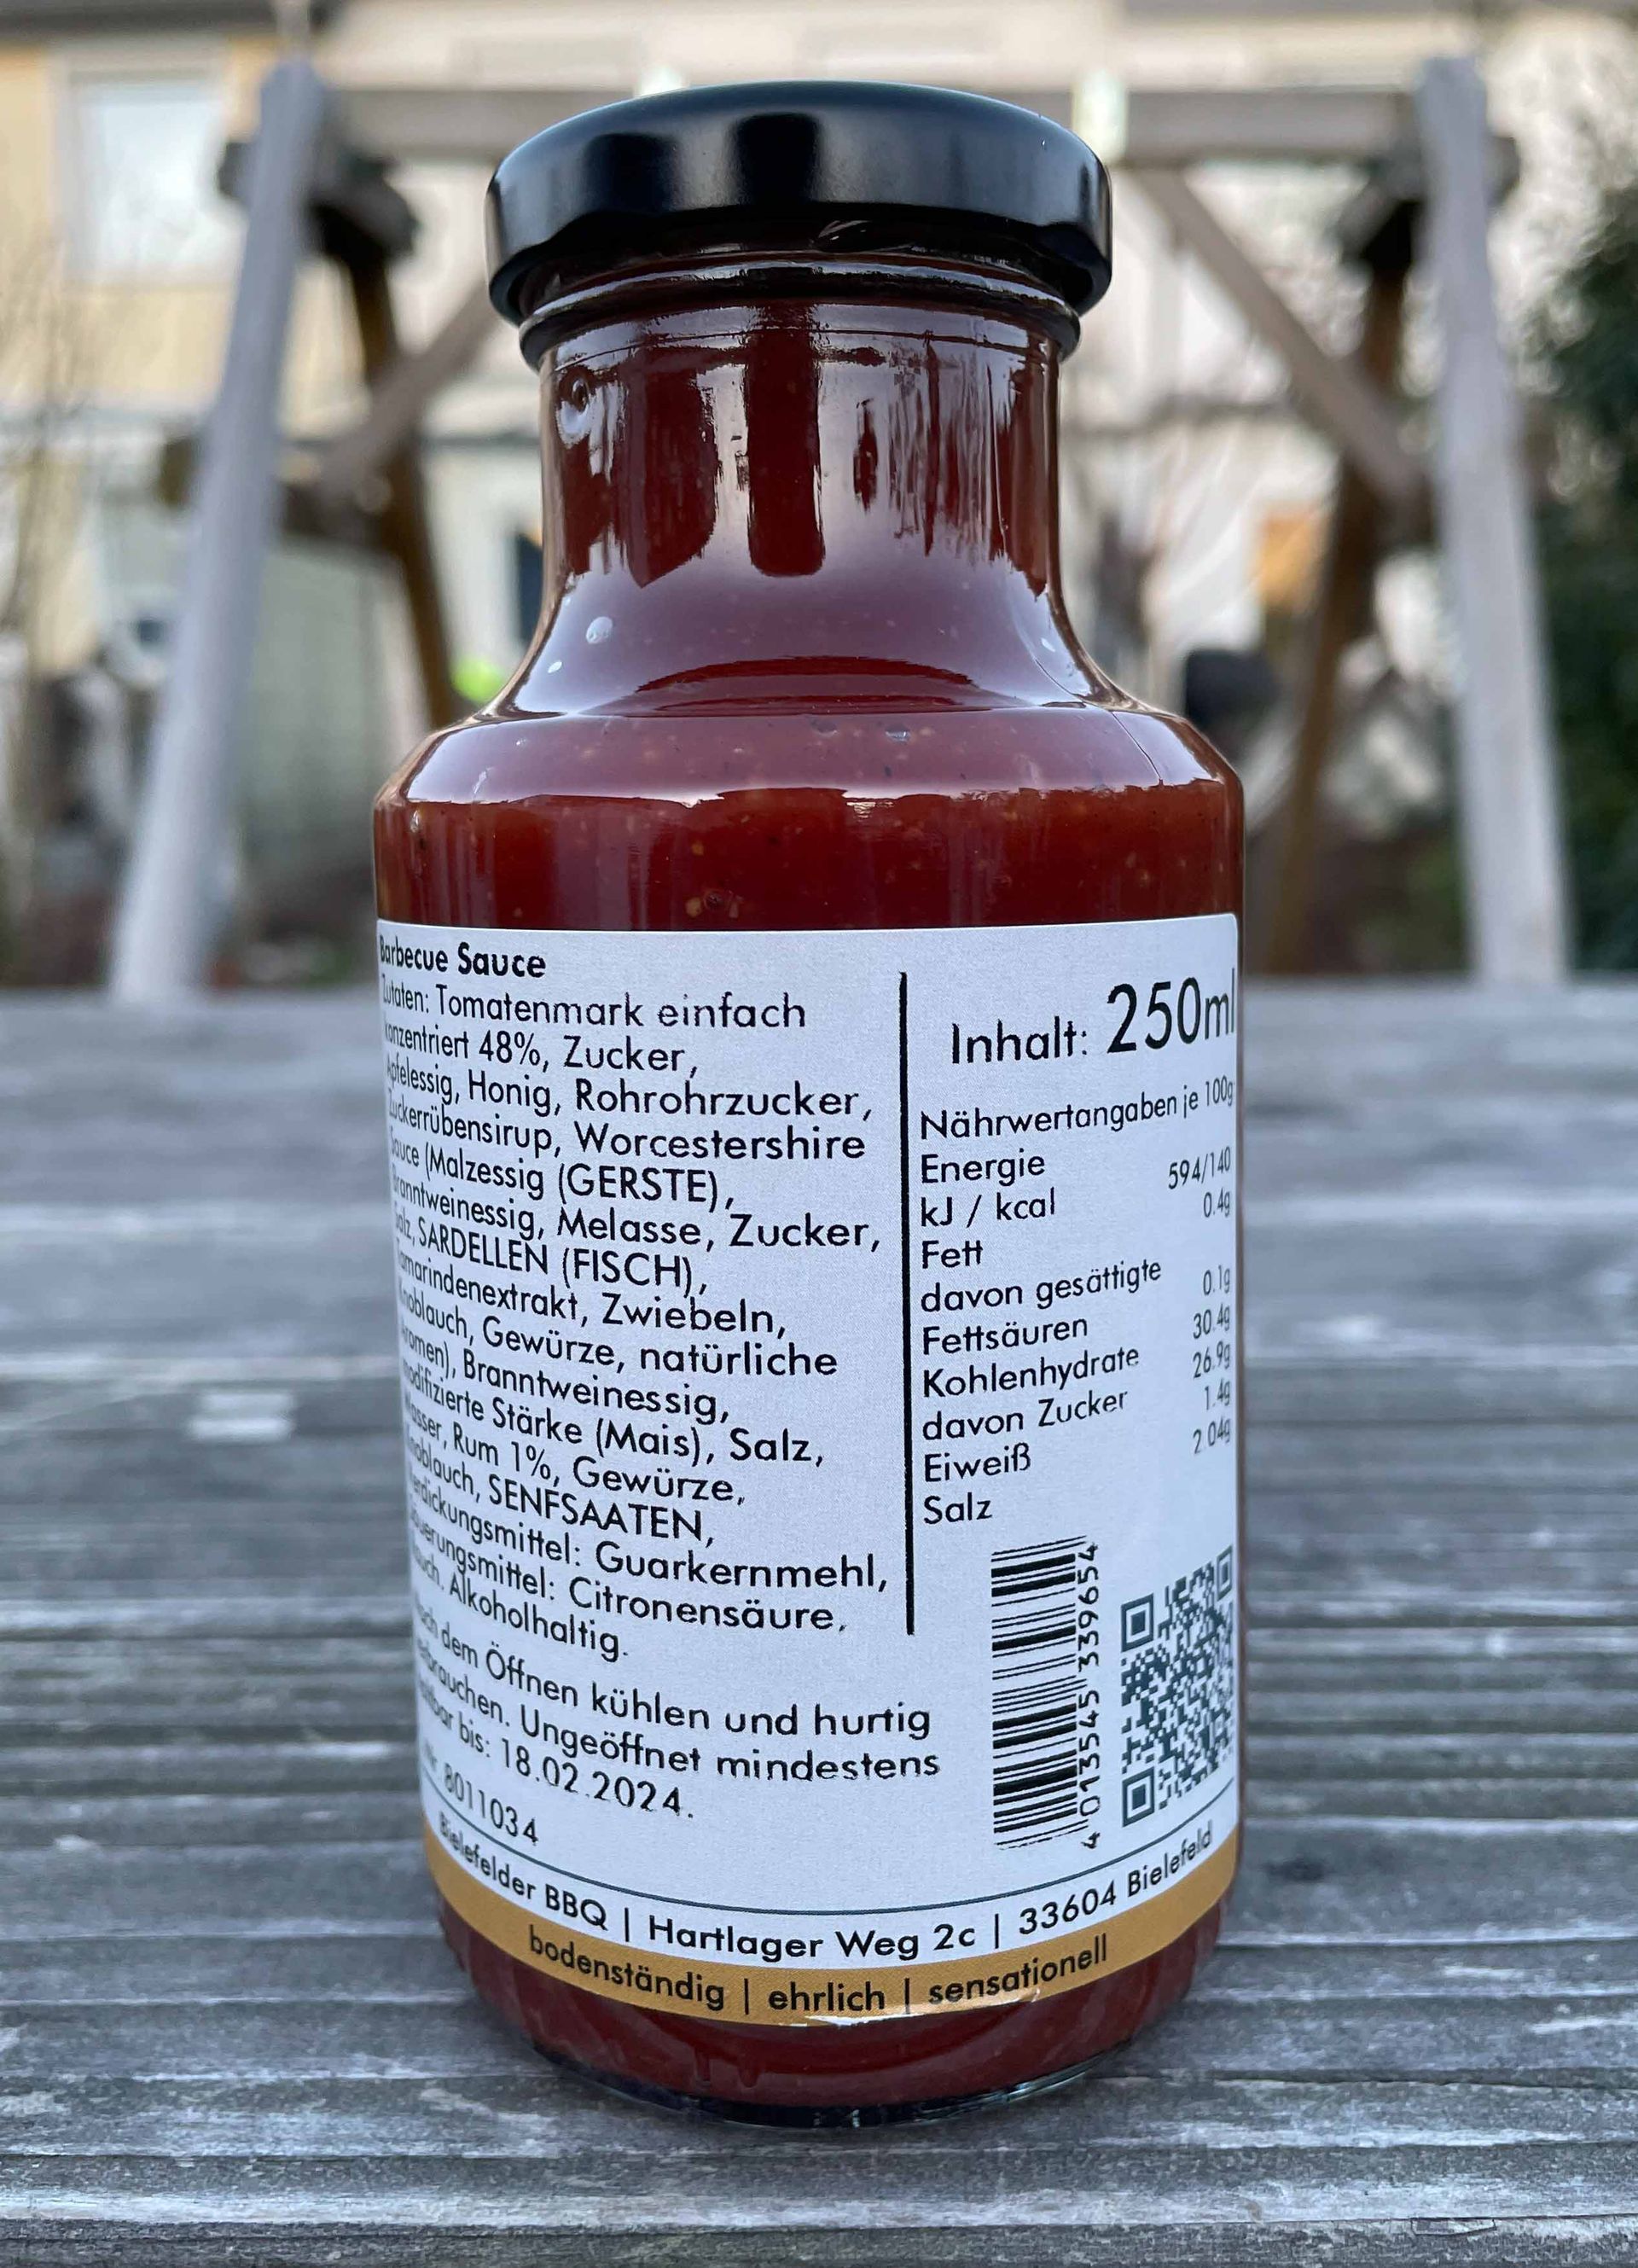 Barbecue Sauce
Zutaten: Tomatenmark einfach
konzentriert 48%, Zucker,
Apfelessig, Honig, Rohrohrzucker,
Zuckerrübensirup, Worcestershire
Sauce (Malzessig (GERSTE),
Branntweinessig, Melasse, Zucker,
Salz, SARDELLEN (FISCH),
Tamarindenextrakt, Zwiebeln,
Knoblauch, Gewürze, natürliche
Aromen), Branntweinessig,
modifizierte Stärke (Mais), Salz,
Wasser, Rum 1%, Gewürze,
Knoblauch, SENFSAATEN,
Verdickungsmittel: Guarkernmehl,
Säuerungsmittel: Citronensäure,
Rauch. Alkoholhaltig.
Nach dem Öffnen kühlen und hurtig
verbrauchen. Ungeöffnet mindestens
haltbar bis: 18.02.2024.
8011034
Inhalt: 250ml
Nährwertangaben je 100g
Energie 594/140
kJ / kcal 0.4g
Fett
davon gesättigte 0.1g
Fettsäuren 30.4g
Kohlenhydrate 26.9g
davon Zucker 1.4g
Eiweiß 2.04g
Salz
4 013545 339654
Bielefelder BBQ | Hartlager Weg 2c | 33604 Bielefeld
bodenständig | ehrlich | sensationell